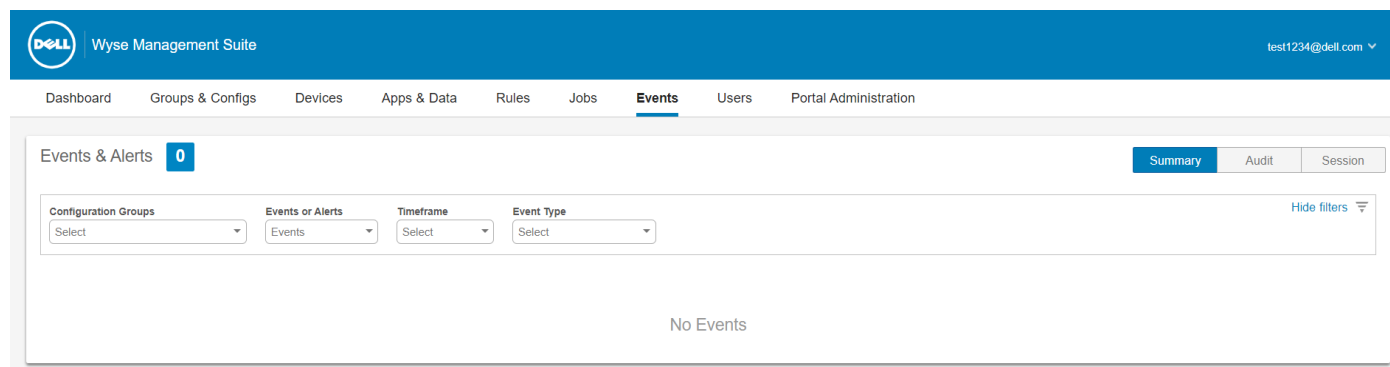 DELL Wyse Management Suite test1234@dell.com
Dashboard Groups & Configs Devices Apps & Data Rules Jobs Events Users Portal Administration
Events & Alerts 0 Summary Audit Session
Configuration Groups Events or Alerts Timeframe Event Type Hide filters
Select Events Select Select
No Events